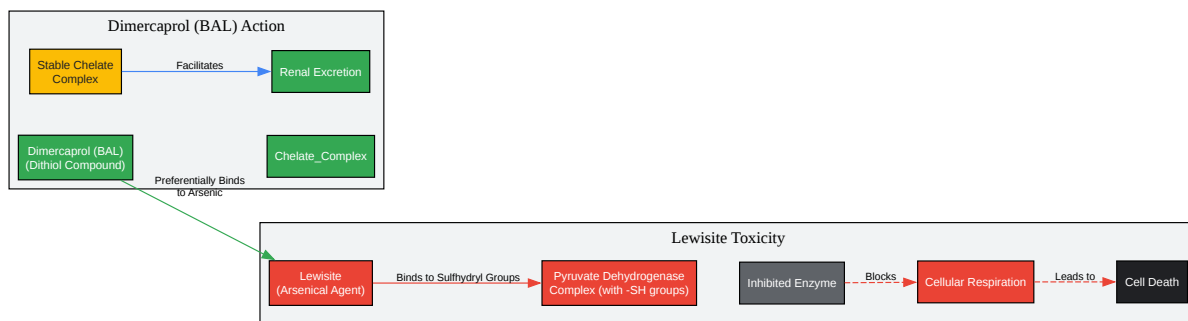 Dimercaprol (BAL) Action
Stable Chelate
Complex
Facilitates
Renal Excretion
Dimercaprol (BAL)
(Dithiol Compound)
Chelate_Complex
Preferentially Binds
to Arsenic
Lewisite Toxicity
Lewisite
(Arsenical Agent)
Binds to Sulfhydryl Groups
Pyruvate Dehydrogenase
Complex (with -SH groups)
Inhibited Enzyme
Blocks
Cellular Respiration
Leads to
Cell Death